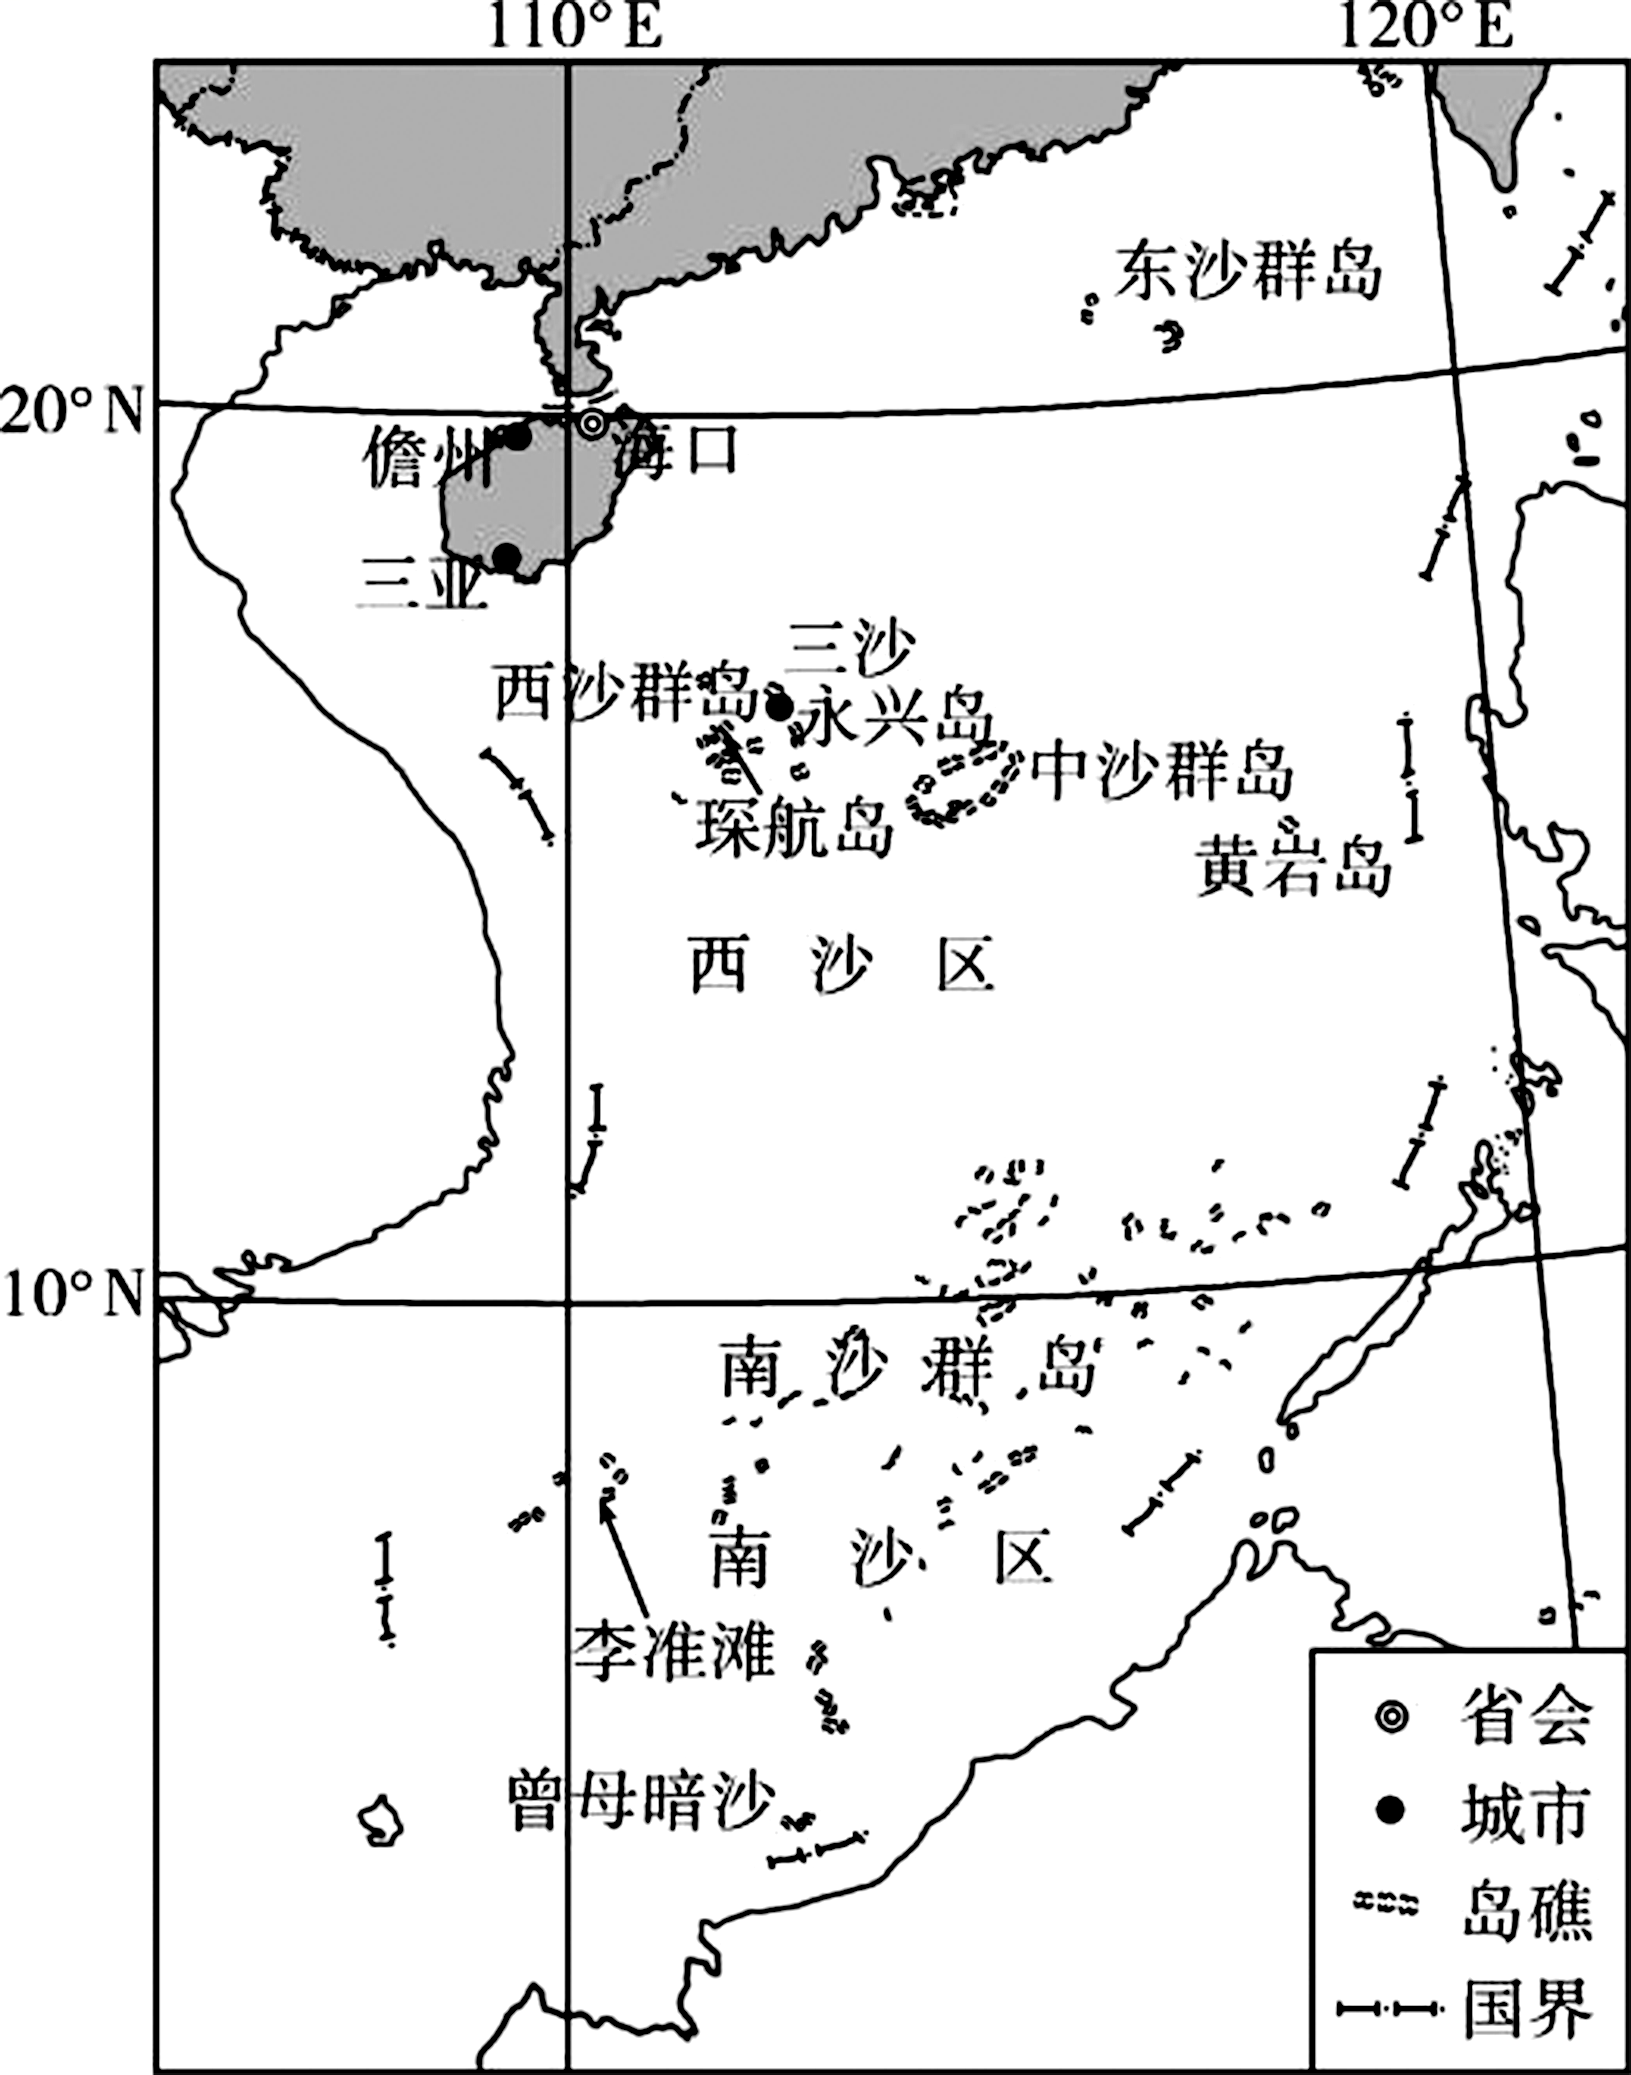 110°E
120°E
东沙群岛
20°N
儋州
海口
三亚
三沙
西沙群岛
永兴岛
中沙群岛
琛航岛
黄岩岛
西沙区
10°N
南沙群岛
南沙区
李准滩
曾母暗沙
省会
城市
岛礁
国界